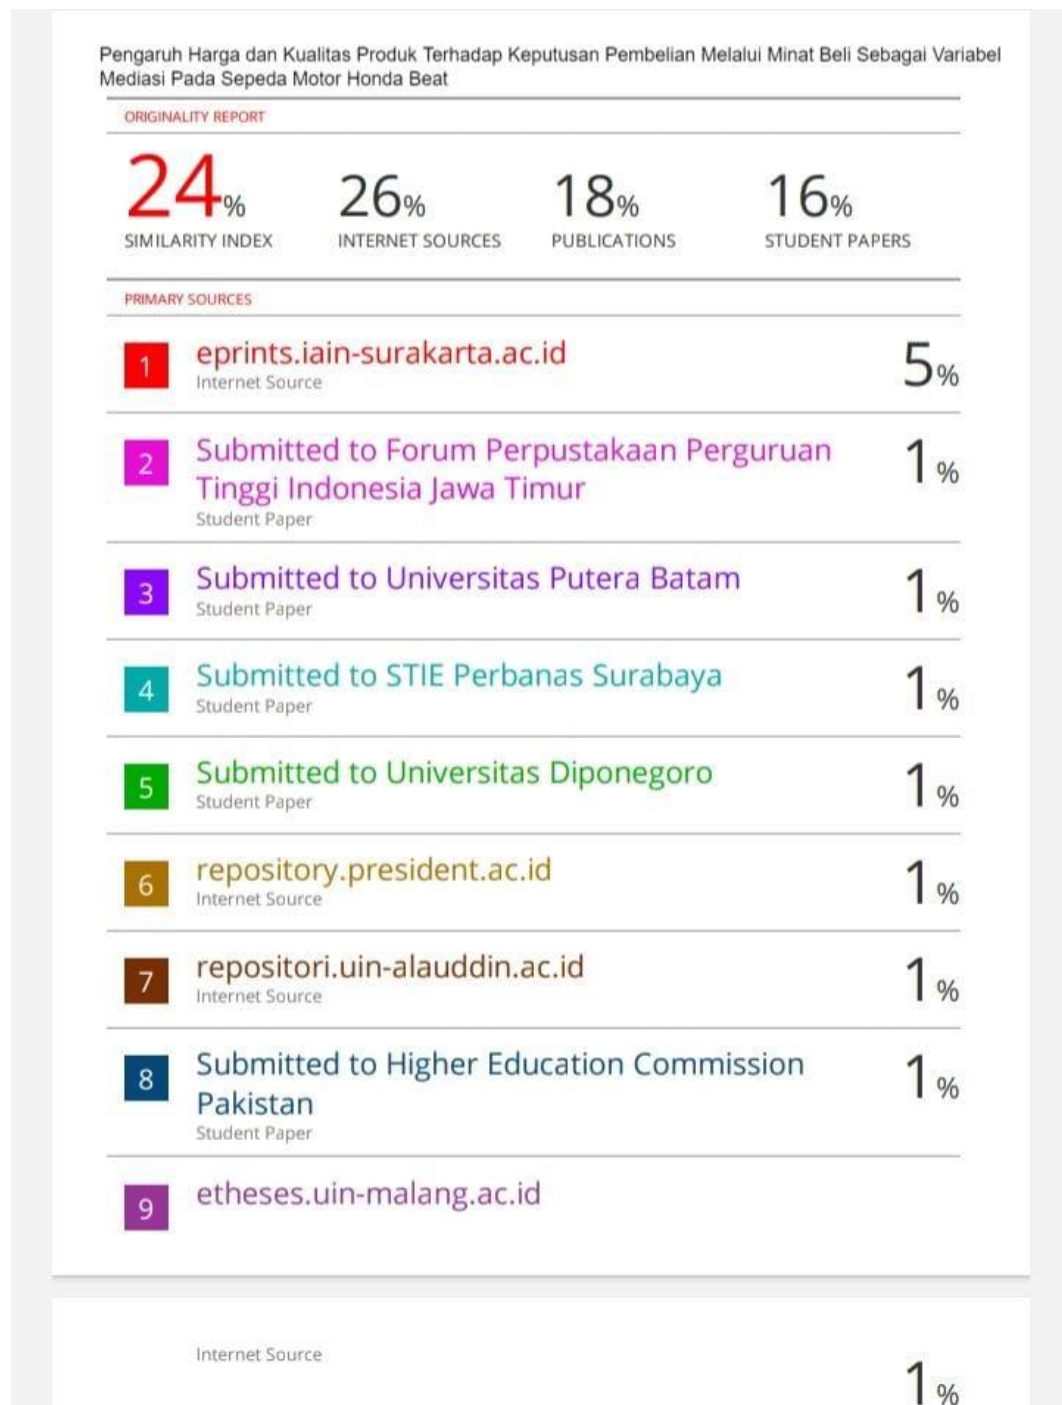 Pengaruh Harga dan Kualitas Produk Terhadap Keputusan Pembelian Melalui Minat Beli Sebagai Variabel
Mediasi Pada Sepeda Motor Honda Beat
ORIGINALITY REPORT
24% 26% 18% 16%
SIMILARITY INDEX INTERNET SOURCES PUBLICATIONS STUDENT PAPERS
PRIMARY SOURCES
1 eprints.iain-surakarta.ac.id 5%
Internet Source
2 Submitted to Forum Perpustakaan Perguruan 1%
Tinggi Indonesia Jawa Timur
Student Paper
3 Submitted to Universitas Putera Batam 1%
Student Paper
4 Submitted to STIE Perbanas Surabaya 1%
Student Paper
5 Submitted to Universitas Diponegoro 1%
Student Paper
6 repository.president.ac.id 1%
Internet Source
7 repositori.uin-alauddin.ac.id 1%
Internet Source
8 Submitted to Higher Education Commission 1%
Pakistan
Student Paper
9 etheses.uin-malang.ac.id
Internet Source
1%